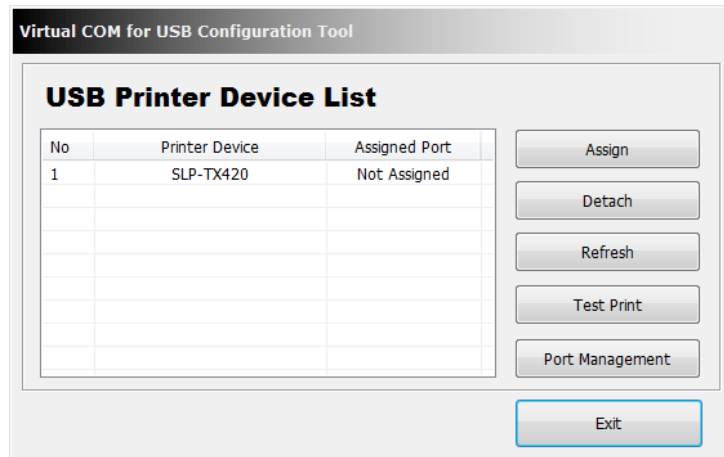 Virtual COM for USB Configuration Tool
USB Printer Device List
No Printer Device Assigned Port
1 SLP-TX420 Not Assigned
Assign
Detach
Refresh
Test Print
Port Management
Exit